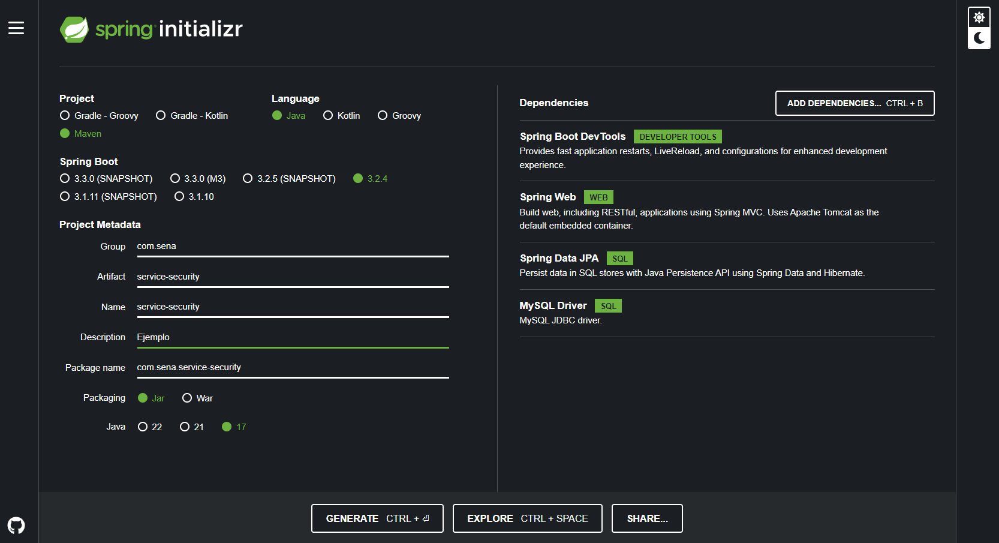 spring initializr
Project
Gradle - Groovy
Gradle - Kotlin
Maven
Language
Java
Kotlin
Groovy
Spring Boot
3.3.0 (SNAPSHOT)
3.3.0 (M3)
3.2.5 (SNAPSHOT)
3.2.4
3.1.11 (SNAPSHOT)
3.1.10
Project Metadata
Group com.sena
Artifact service-security
Name service-security
Description Ejemplo
Package name com.sena.service-security
Packaging Jar War
Java 22 21 17
Dependencies
ADD DEPENDENCIES... CTRL + B
Spring Boot DevTools DEVELOPER TOOLS
Provides fast application restarts, LiveReload, and configurations for enhanced development
experience.
Spring Web WEB
Build web, including RESTful, applications using Spring MVC. Uses Apache Tomcat as the
default embedded container.
Spring Data JPA SQL
Persist data in SQL stores with Java Persistence API using Spring Data and Hibernate.
MySQL Driver SQL
MySQL JDBC driver.
GENERATE CTRL + ⏎
EXPLORE CTRL + SPACE
SHARE...